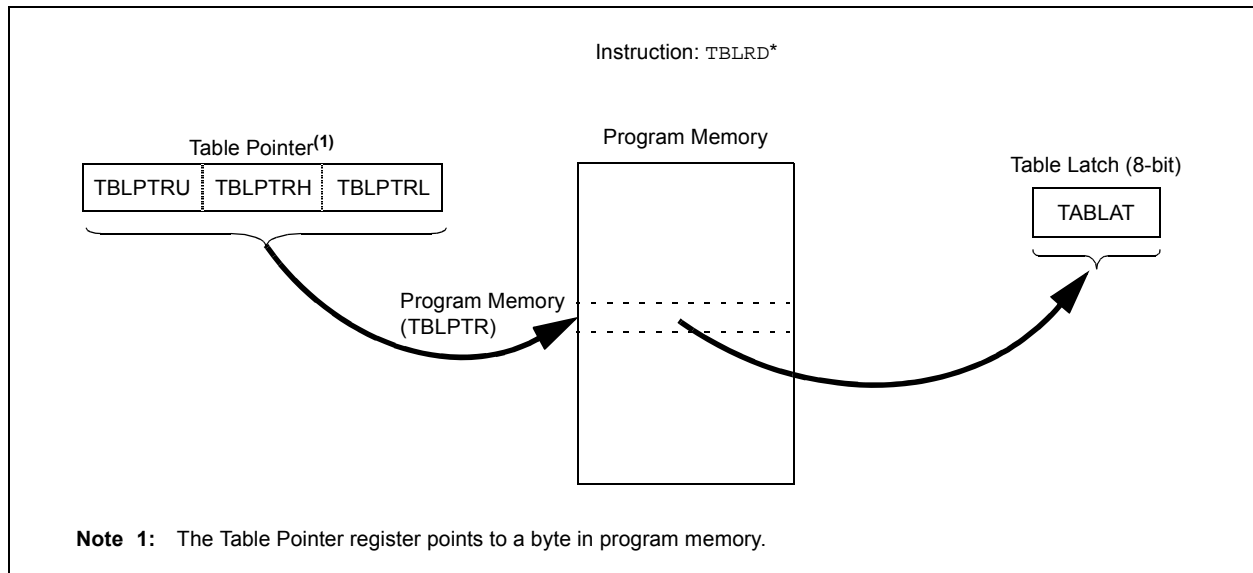 Instruction: TBLRD*
Table Pointer(1)
TBLPTRU TBLPTRH TBLPTRL
Program Memory
Table Latch (8-bit)
TABLAT
Program Memory
(TBLPTR)
Note 1: The Table Pointer register points to a byte in program memory.